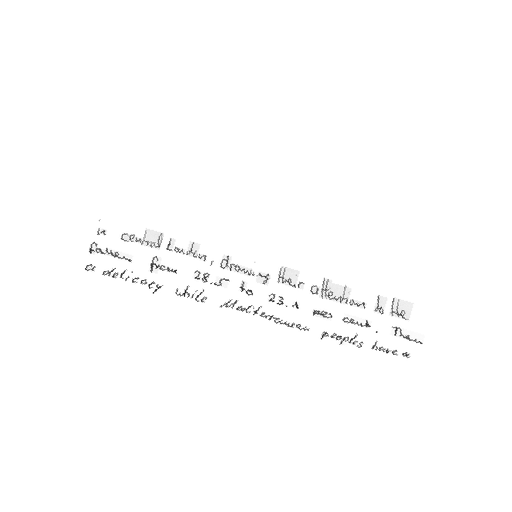 in central London, drawing their attention to the
fallen from 28.5 to 23.1 per cent. Then
a delicacy while Mediterranean peoples have a